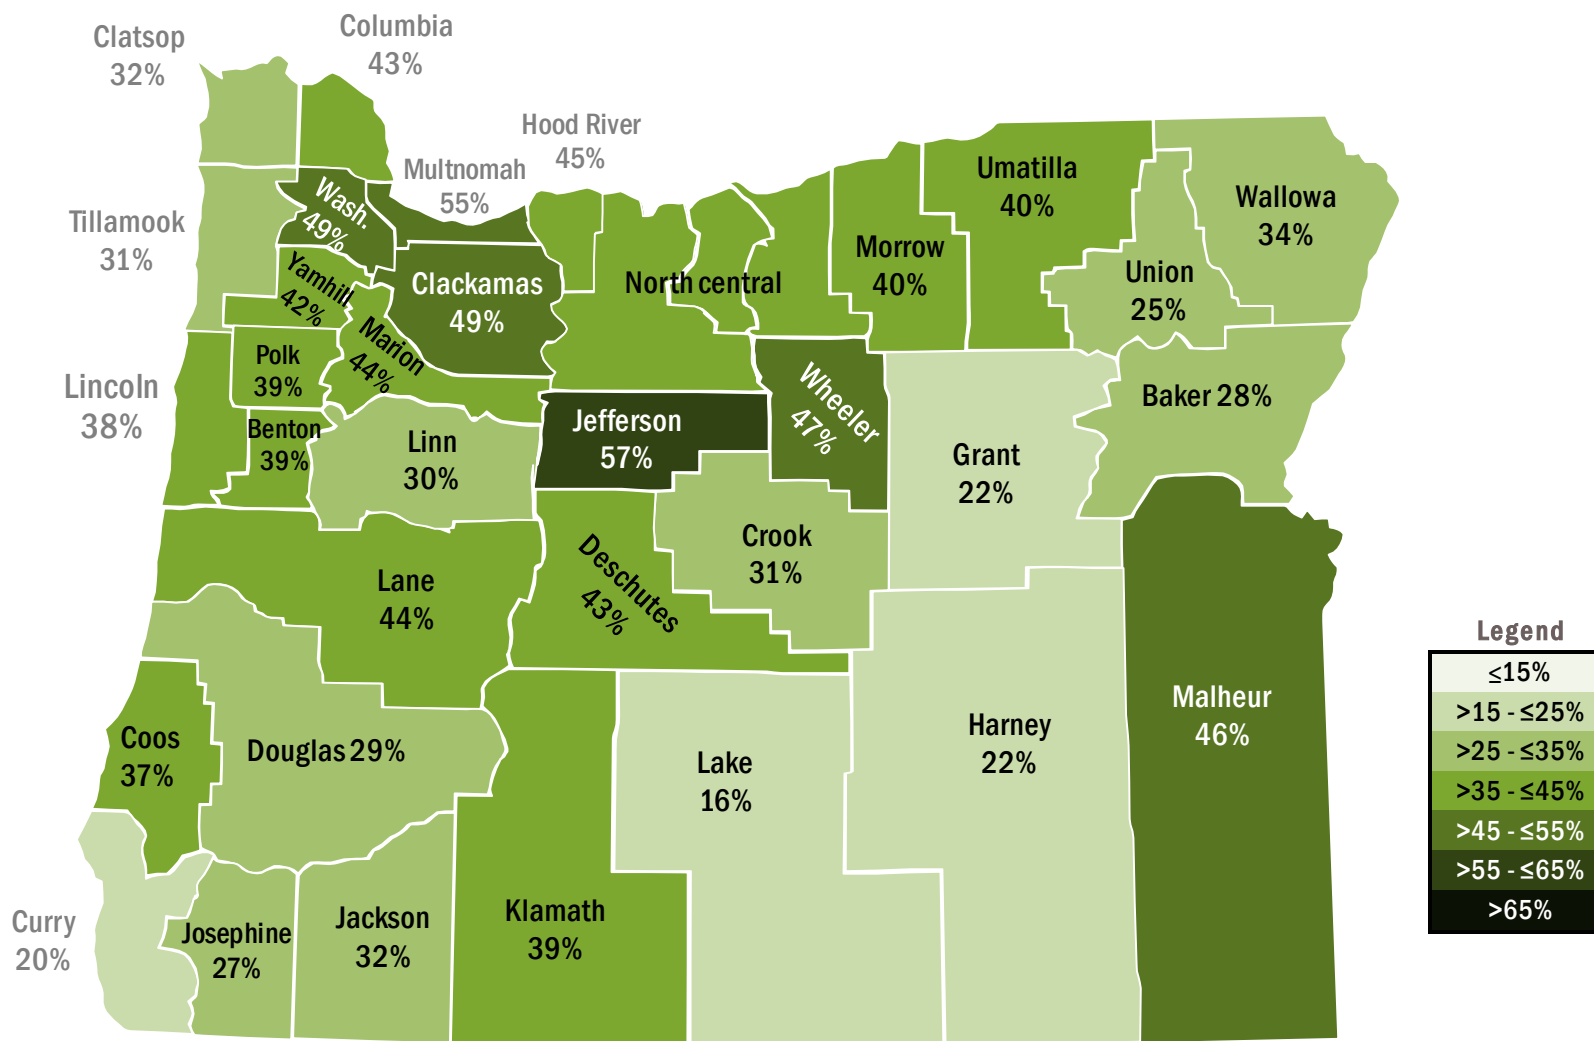 Clatsop
32%
Columbia
43%
Hood River
45%
Multnomah
55%
Tillamook
31%
Wash.
49%
Yamhill
42%
Clackamas
49%
North central
Morrow
40%
Umatilla
40%
Union
25%
Wallowa
34%
Lincoln
38%
Polk
39%
Marion
44%
Benton
39%
Linn
30%
Jefferson
57%
Wheeler
47%
Grant
22%
Baker 28%
Lane
44%
Deschutes
43%
Crook
31%
Coos
37%
Douglas 29%
Lake
16%
Harney
22%
Malheur
46%
Curry
20%
Josephine
27%
Jackson
32%
Klamath
39%
Legend
≤15%
>15 - ≤25%
>25 - ≤35%
>35 - ≤45%
>45 - ≤55%
>55 - ≤65%
>65%